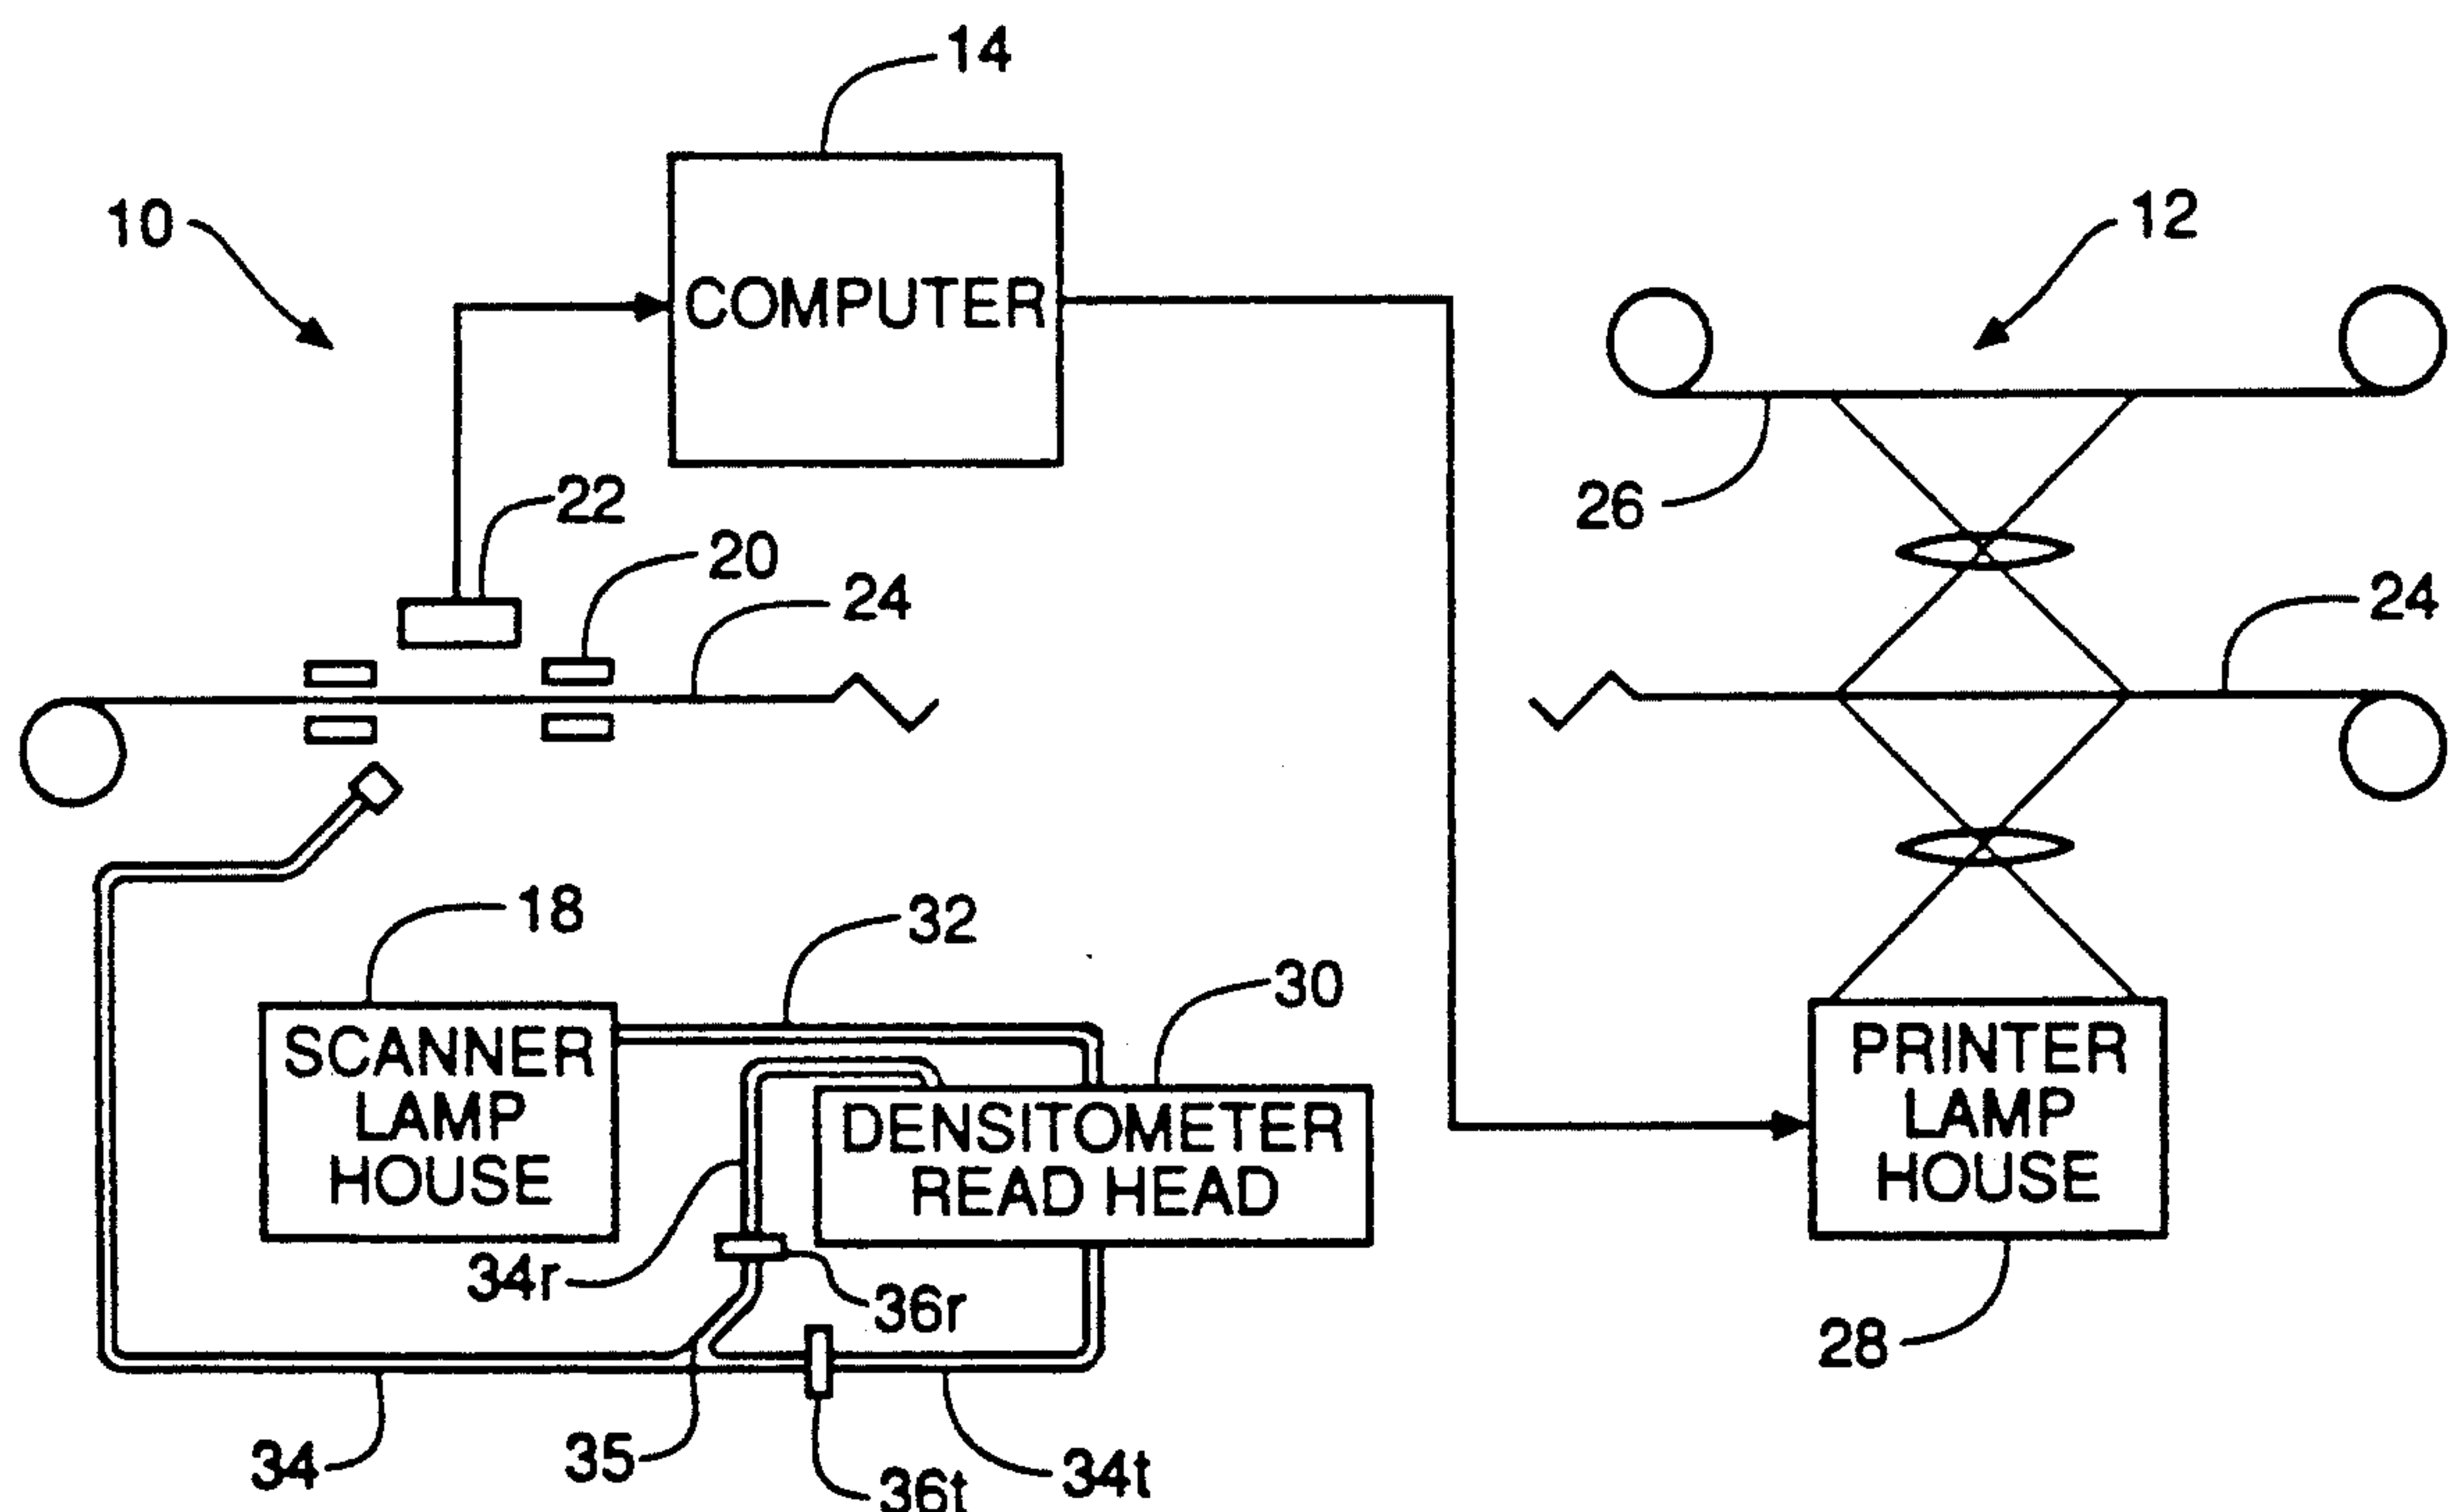 14
10
12
COMPUTER
26
22
20
24
24
18
32
30
SCANNER
LAMP
HOUSE
DENSITOMETER
READ HEAD
PRINTER
LAMP
HOUSE
34r
36r
28
34
35
36t
34t